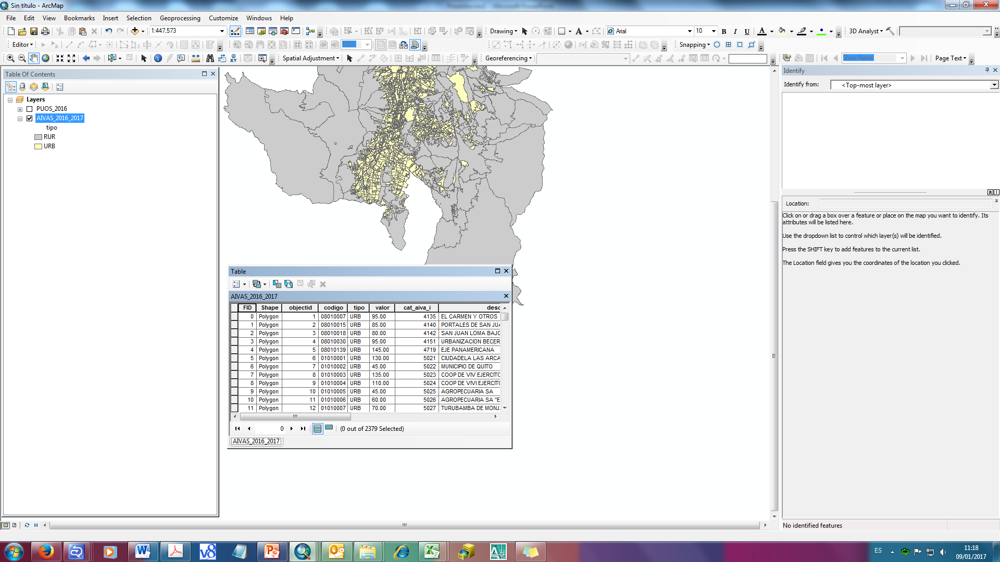 Sin título - ArcMap
File Edit View Bookmarks Insert Selection Geoprocessing Customize Windows Help
1:447,573 Drawing A Arial 10 B I U A 3D Analyst
Editor 100% Snapping
Spatial Adjustment Georeferencing Show Name Page Text
Table Of Contents
Layers
PUOS_2016
AIVAS_2016_2017
tipo
RUR
URB
Table
AIVAS_2016_2017
FID Shape objectid codigo tipo valor cat_aiva_i desc
0 Polygon 1 08010007 URB 95.00 4135 EL CARMEN Y OTROS
1 Polygon 2 08010015 URB 85.00 4140 PORTALES DE SAN JUA
2 Polygon 3 08010018 URB 80.00 4142 SAN JUAN LOMA BAJO
3 Polygon 4 08010030 URB 95.00 4151 URBANIZACION BECER
4 Polygon 5 08010139 URB 145.00 4719 EJE PANAMERICANA
5 Polygon 6 01010001 URB 130.00 5021 CIUDADELA LAS ARCA
6 Polygon 7 01010002 URB 45.00 5022 MUNICIPIO DE QUITO
7 Polygon 8 01010003 URB 135.00 5023 COOP DE VIV EJERCITO
8 Polygon 9 01010004 URB 110.00 5024 COOP DE VIVI EJERCIT
9 Polygon 10 01010005 URB 45.00 5025 AGROPECUARIA SA
10 Polygon 11 01010006 URB 60.00 5026 AGROPECUARIA SA "E
11 Polygon 12 01010007 URB 70.00 5027 TURUBAMBA DE MONJ
0 (0 out of 2379 Selected)
AIVAS_2016_2017
Identify
Identify from: <Top-most layer>
Location:
Click on or drag a box over a feature or place on the map you want to identify. Its
attributes will be listed here.
Use the dropdown list to control which layer(s) will be identified.
Press the SHIFT key to add features to the current list.
The Location field gives you the coordinates of the location you clicked.
No identified features
ES 11:18
09/01/2017